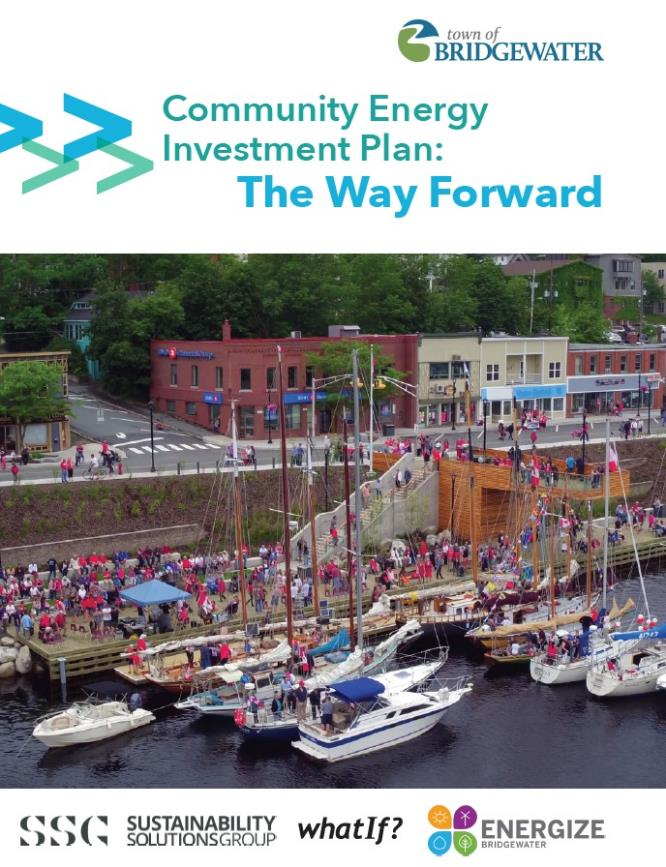 town of
BRIDGEWATER
Community Energy
Investment Plan:
The Way Forward
SSG SUSTAINABILITY
SOLUTIONSGROUP
whatIf?
ENERGIZE
BRIDGEWATER